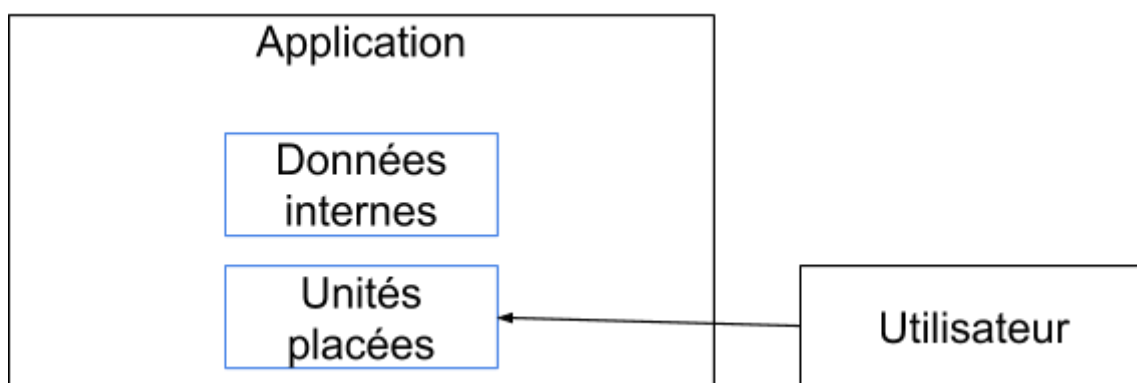 Application
Données
internes
Unités
placées
Utilisateur